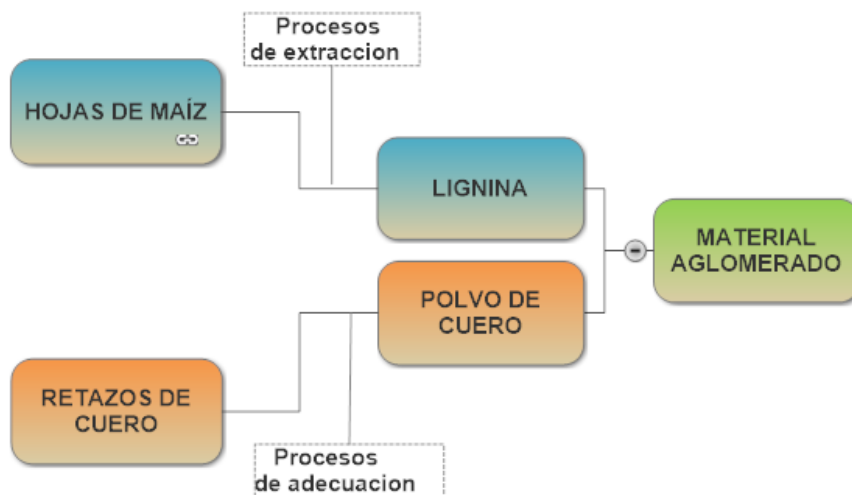 Procesos
de extraccion
HOJAS DE MAÍZ
LIGNINA
MATERIAL
AGLOMERADO
POLVO DE
CUERO
RETAZOS DE
CUERO
Procesos
de adecuacion